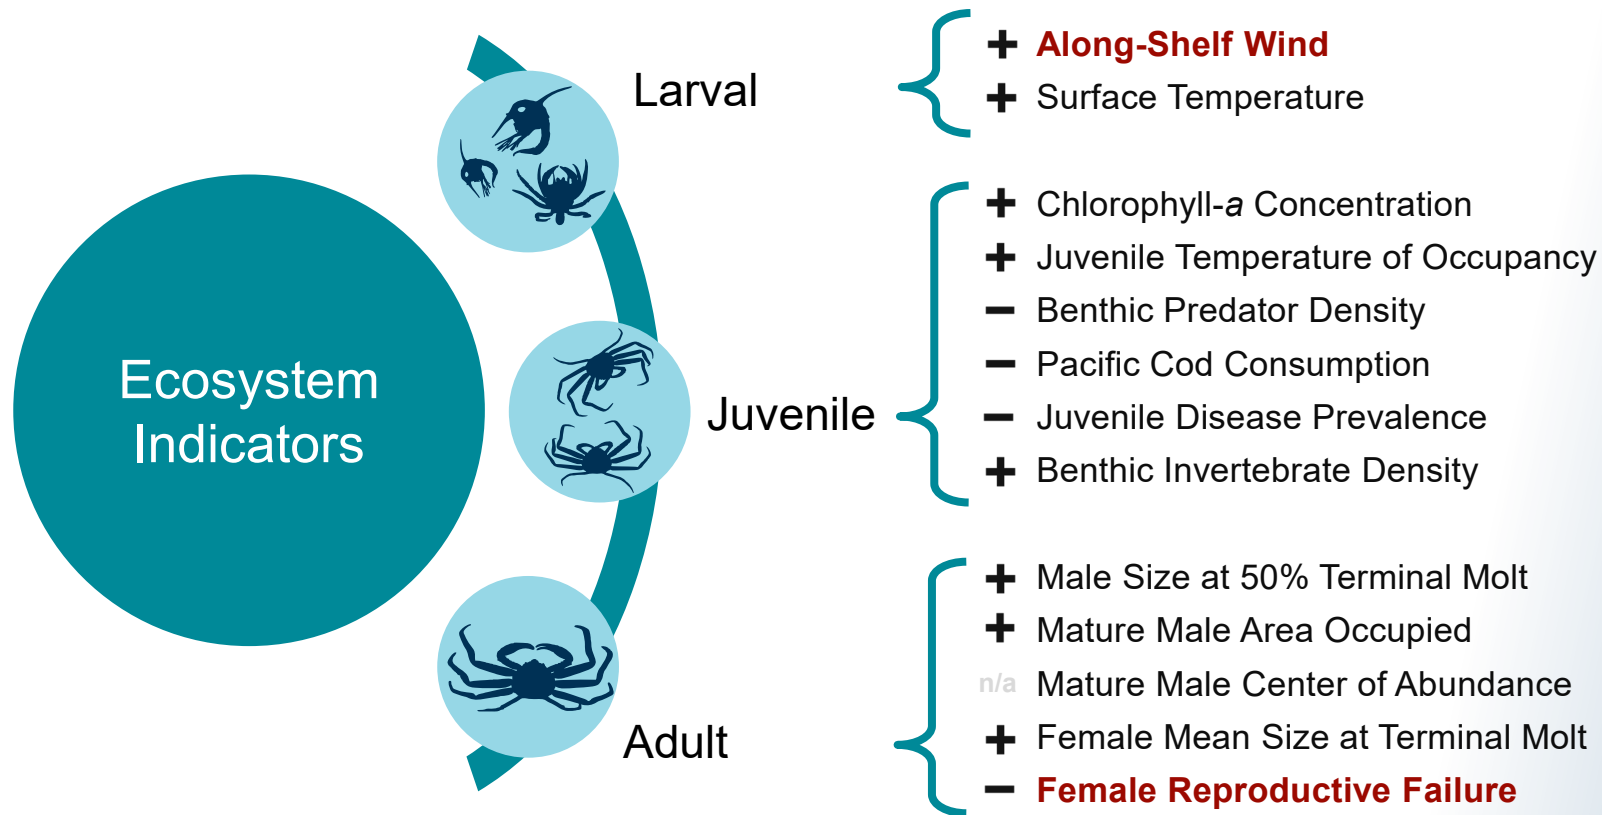 Ecosystem
Indicators
Larval
+ Along-Shelf Wind
+ Surface Temperature
Juvenile
+ Chlorophyll-a Concentration
+ Juvenile Temperature of Occupancy
− Benthic Predator Density
− Pacific Cod Consumption
− Juvenile Disease Prevalence
+ Benthic Invertebrate Density
Adult
+ Male Size at 50% Terminal Molt
+ Mature Male Area Occupied
n/a Mature Male Center of Abundance
+ Female Mean Size at Terminal Molt
− Female Reproductive Failure